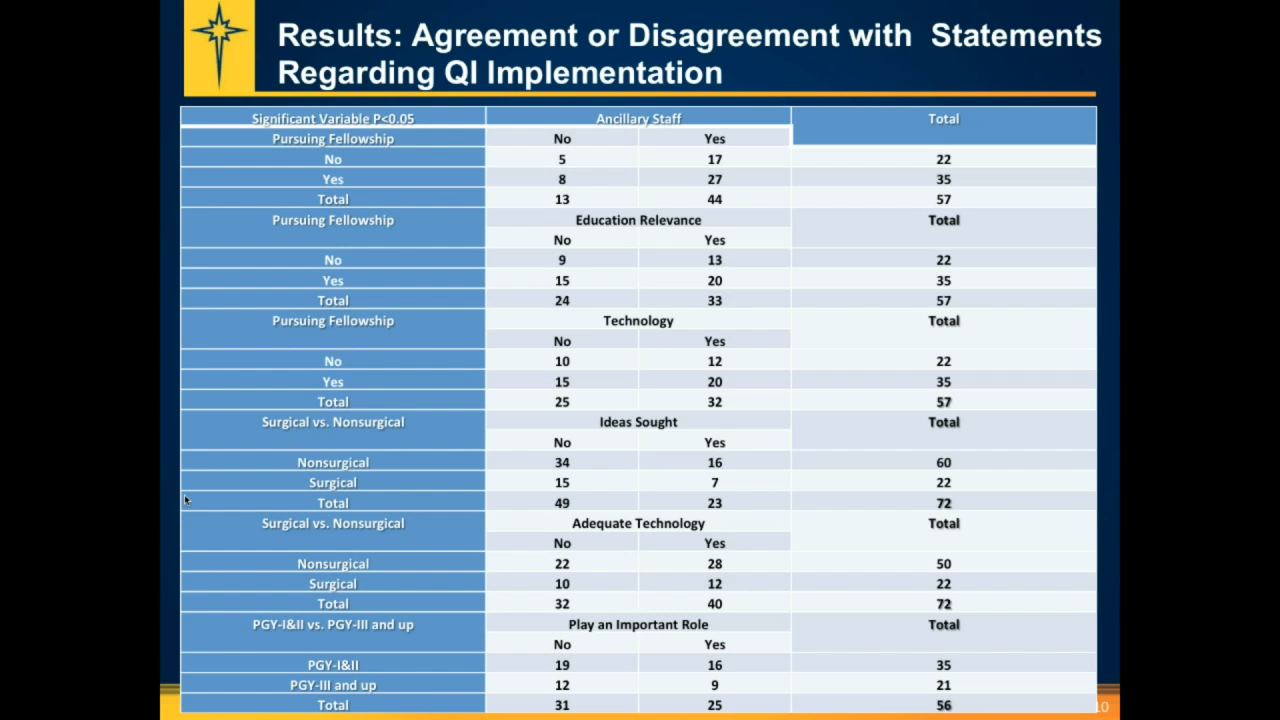 Results: Agreement or Disagreement with Statements
Regarding QI Implementation
Significant Variable P<0.05 Ancillary Staff Total
Pursuing Fellowship No Yes
No 5 17 22
Yes 8 27 35
Total 13 44 57
Pursuing Fellowship Education Relevance Total
No Yes
No 9 13 22
Yes 15 20 35
Total 24 33 57
Pursuing Fellowship Technology Total
No Yes
No 10 12 22
Yes 15 20 35
Total 25 32 57
Surgical vs. Nonsurgical Ideas Sought Total
No Yes
Nonsurgical 34 16 60
Surgical 15 7 22
Total 49 23 72
Surgical vs. Nonsurgical Adequate Technology Total
No Yes
Nonsurgical 22 28 50
Surgical 10 12 22
Total 32 40 72
PGY-I&II vs. PGY-III and up Play an Important Role Total
No Yes
PGY-I&II 19 16 35
PGY-III and up 12 9 21
Total 31 25 56
10